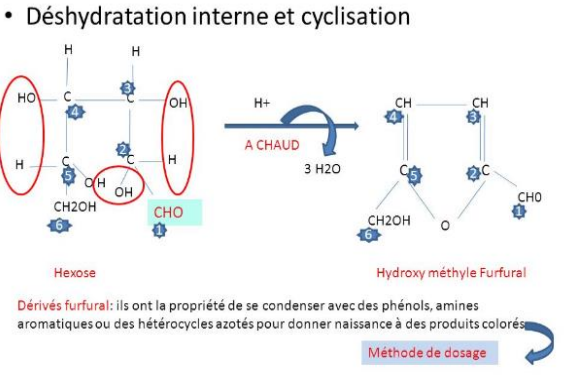 • Déshydratation interne et cyclisation
H H
HO C 4 3 C OH
H C 5 2 C H
OH OH
CH2OH CHO
6 1
H+
A CHAUD
3 H2O
CH CH
4 3
C 5 2 C
CH2OH O CH0
6 1
Hexose Hydroxy méthyle Furfural
Dérivés furfural: ils ont la propriété de se condenser avec des phénols, amines
aromatiques ou des hétérocycles azotés pour donner naissance à des produits colorés
Méthode de dosage